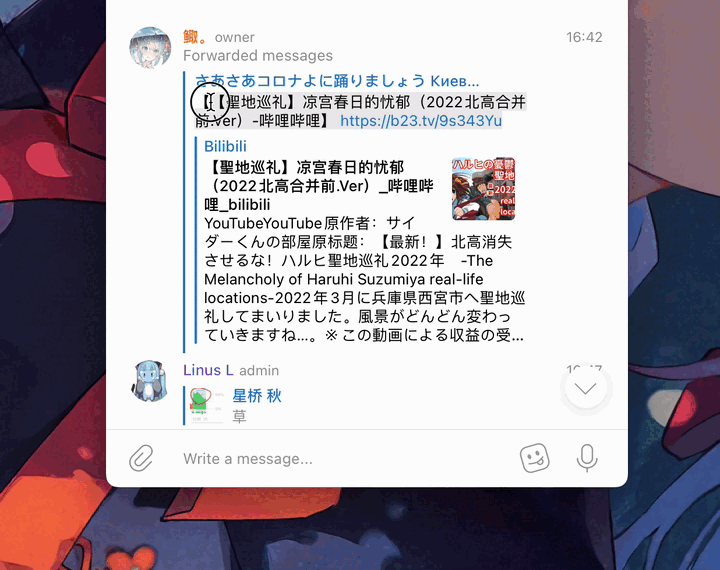 鲰。 owner 16:42
Forwarded messages
さあさあコロナよに踊りましょう Киев...
【【聖地巡礼】凉宫春日的忧郁（2022北高合并
前.ver）-哔哩哔哩】 https://b23.tv/9s343Yu
Bilibili
【聖地巡礼】凉宫春日的忧郁
（2022北高合并前.Ver）_哔哩哔
哩_bilibili
ハルヒの憂鬱
聖地
2022
real
loca
YouTubeYouTube原作者：サイ
ダーくんの部屋原标题：【最新！】北高消失
させるな！ハルヒ聖地巡礼2022年　-The
Melancholy of Haruhi Suzumiya real-life
locations-2022年3月に兵庫県西宮市へ聖地巡
礼してまいりました。風景がどんどん変わっ
ていきますね...。※この動画による収益の受...
Linus L admin
星桥 秋
草
Write a message...